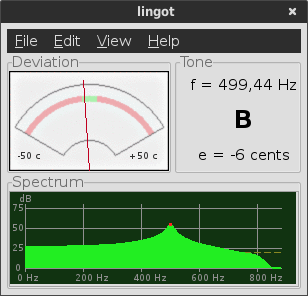 lingot
File Edit View Help
Deviation
-50 c +50 c
Tone
f = 499,44 Hz
B
e = -6 cents
Spectrum
dB
75
50
25
0
0 Hz 200 Hz 400 Hz 600 Hz 800 Hz